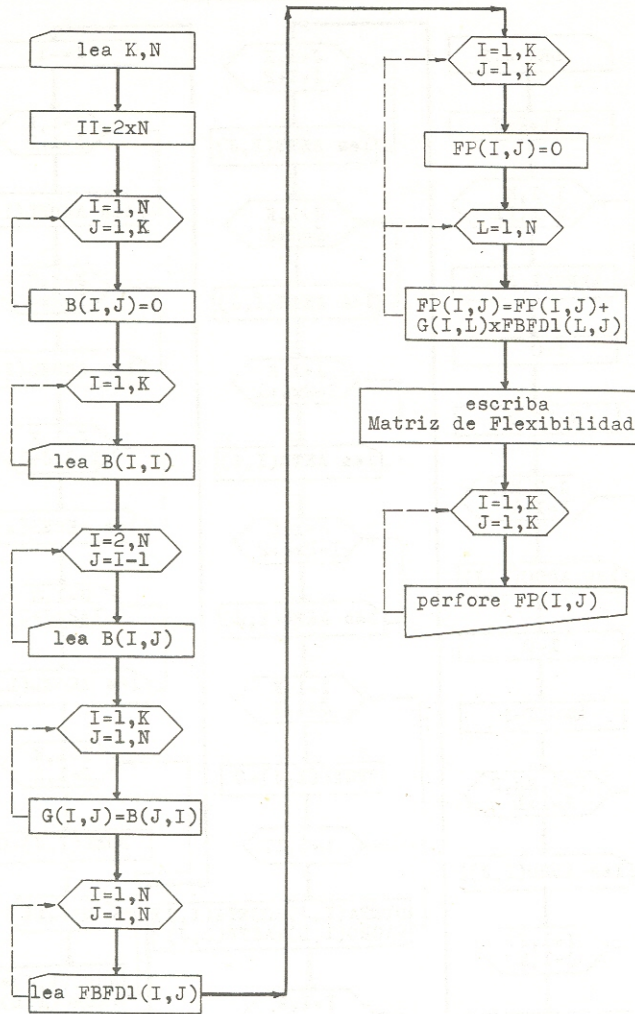 lea K,N
II=2xN
I=1,N
J=1,K
B(I,J)=0
I=1,K
lea B(I,I)
I=2,N
J=I-1
lea B(I,J)
I=1,K
J=1,N
G(I,J)=B(J,I)
I=1,N
J=1,N
lea FBFD1(I,J)
I=1,K
J=1,K
FP(I,J)=0
L=1,N
FP(I,J)=FP(I,J)+
G(I,L)xFBFD1(L,J)
escriba
Matriz de Flexibilidad
I=1,K
J=1,K
perfore FP(I,J)